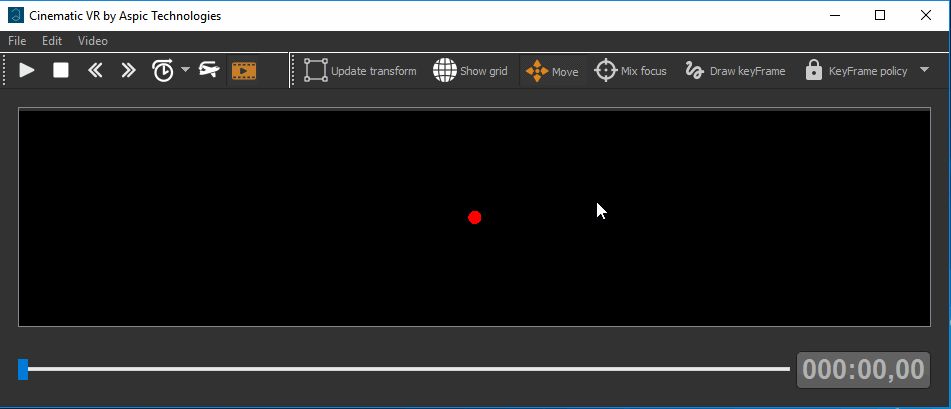 Cinematic VR by Aspic Technologies
File Edit Video
Update transform Show grid Move Mix focus Draw keyFrame KeyFrame policy
000:00,00